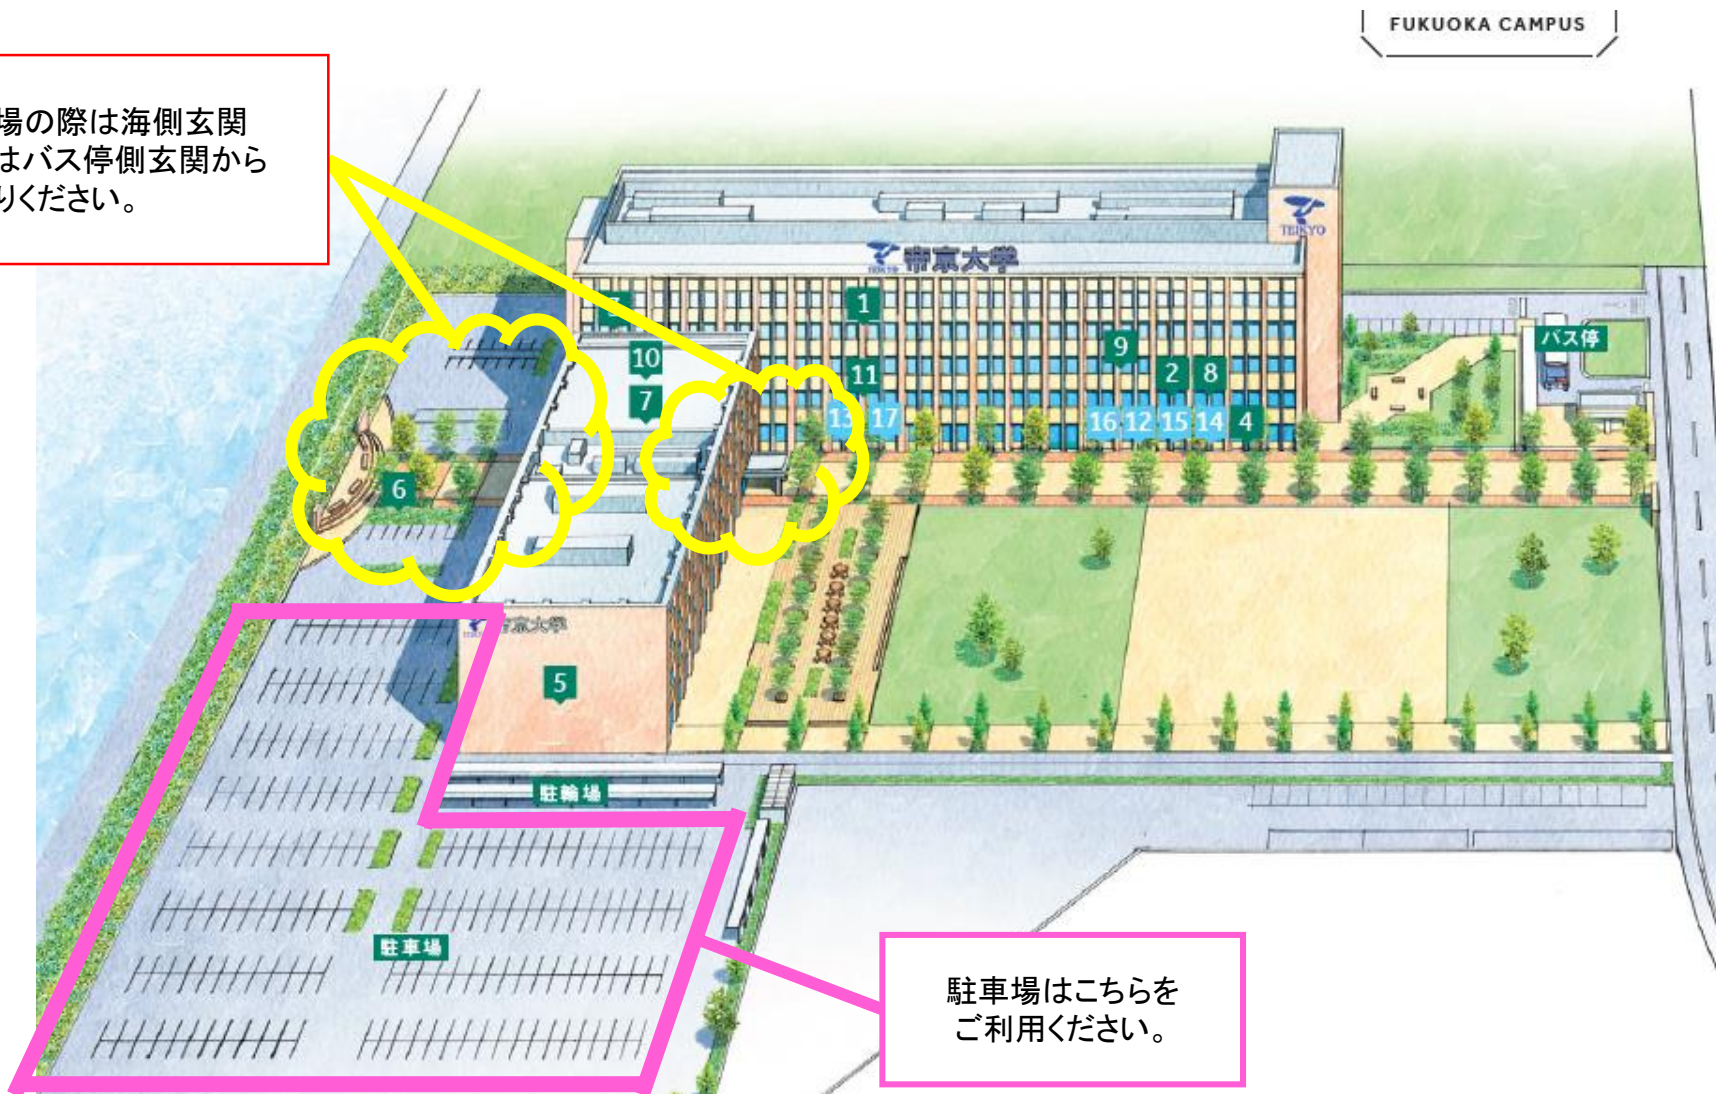 FUKUOKA CAMPUS
場の際は海側玄関
はバス停側玄関から
りください。
TEIKYO
TEIKYO 帝京大学
1
10
9
バス停
7
11
2 8
13 17
16 12 15 14 4
6
帝京大学
5
駐輪場
駐車場
駐車場はこちらを
ご利用ください。